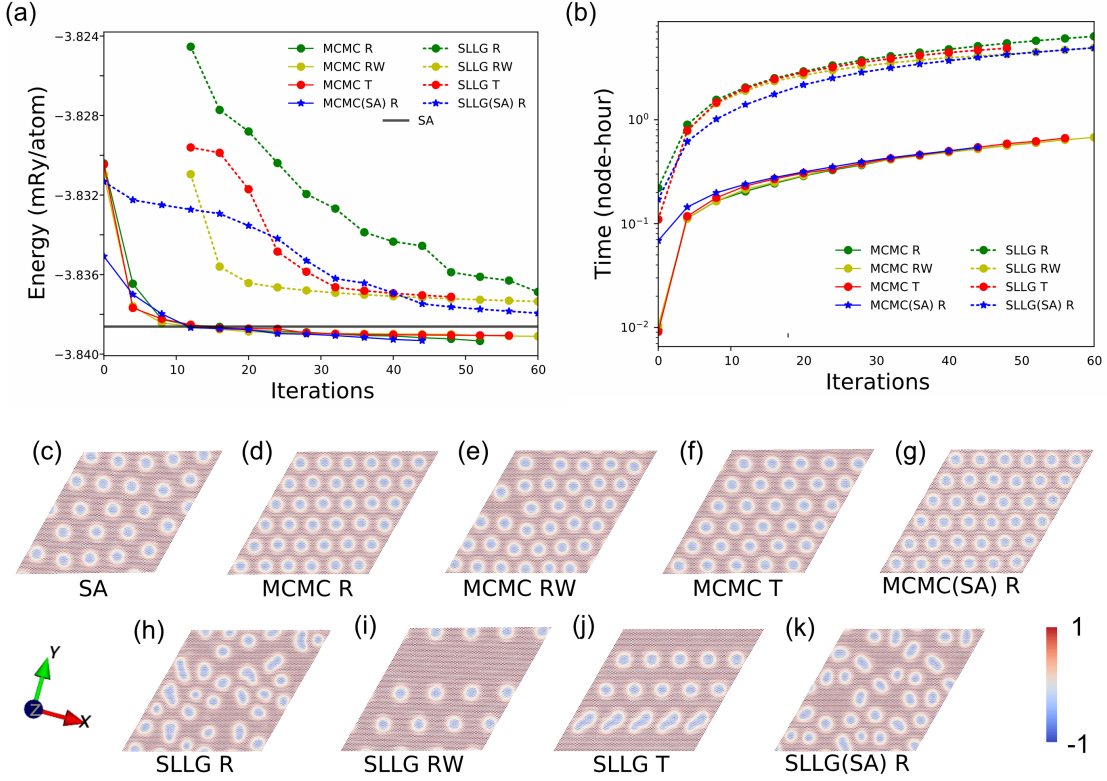 (a)
−3.824
−3.828
−3.832
−3.836
−3.840
Energy (mRy/atom)
MCMC R
MCMC RW
MCMC T
MCMC(SA) R
SLLG R
SLLG RW
SLLG T
SLLG(SA) R
SA
0 10 20 30 40 50 60
Iterations
(b)
10⁰
10⁻¹
10⁻²
Time (node-hour)
MCMC R
MCMC RW
MCMC T
MCMC(SA) R
SLLG R
SLLG RW
SLLG T
SLLG(SA) R
0 10 20 30 40 50 60
Iterations
(c) (d) (e) (f) (g)
SA MCMC R MCMC RW MCMC T MCMC(SA) R
(h) (i) (j) (k)
SLLG R SLLG RW SLLG T SLLG(SA) R
Y
Z
X
1
-1